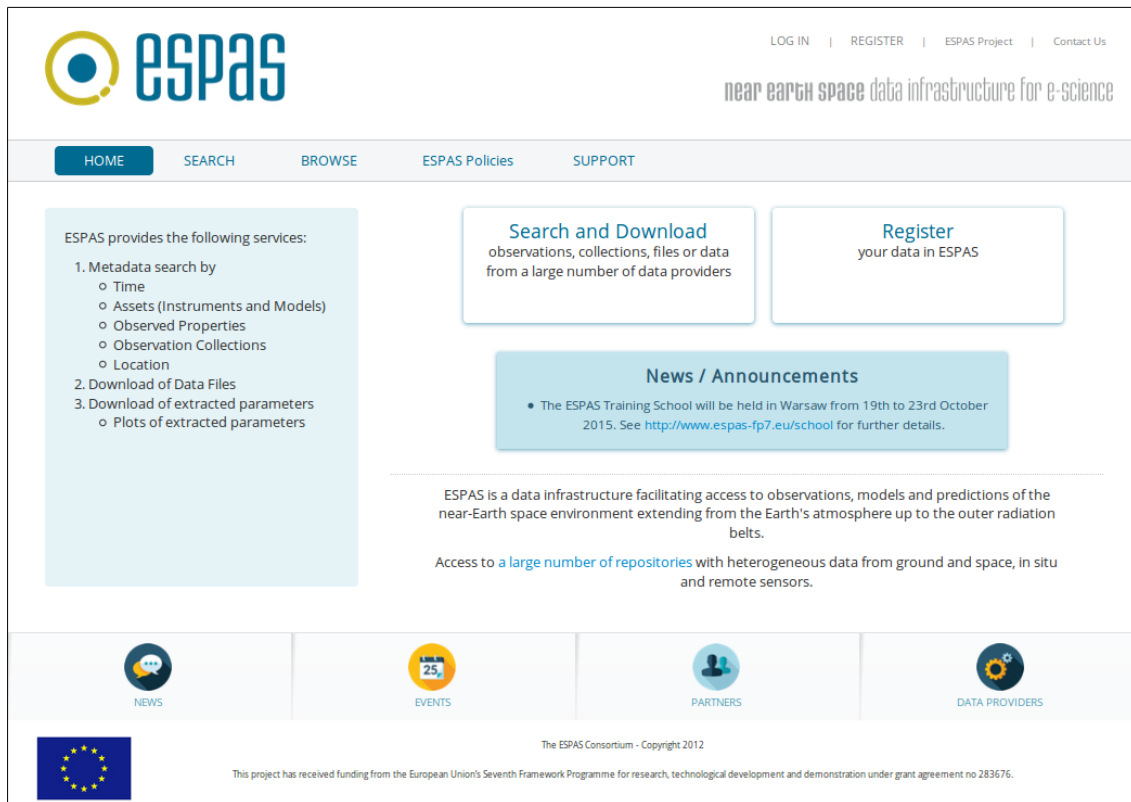 espas
LOG IN | REGISTER | ESPAS Project | Contact Us
near earth space data infrastructure for e-science
HOME SEARCH BROWSE ESPAS Policies SUPPORT
ESPAS provides the following services:
1. Metadata search by
Time
Assets (Instruments and Models)
Observed Properties
Observation Collections
Location
2. Download of Data Files
3. Download of extracted parameters
Plots of extracted parameters
Search and Download
observations, collections, files or data
from a large number of data providers
Register
your data in ESPAS
News / Announcements
• The ESPAS Training School will be held in Warsaw from 19th to 23rd October
2015. See http://www.espas-fp7.eu/school for further details.
ESPAS is a data infrastructure facilitating access to observations, models and predictions of the
near-Earth space environment extending from the Earth's atmosphere up to the outer radiation
belts.
Access to a large number of repositories with heterogeneous data from ground and space, in situ
and remote sensors.
NEWS
25
EVENTS
PARTNERS
DATA PROVIDERS
The ESPAS Consortium - Copyright 2012
This project has received funding from the European Union's Seventh Framework Programme for research, technological development and demonstration under grant agreement no 283676.